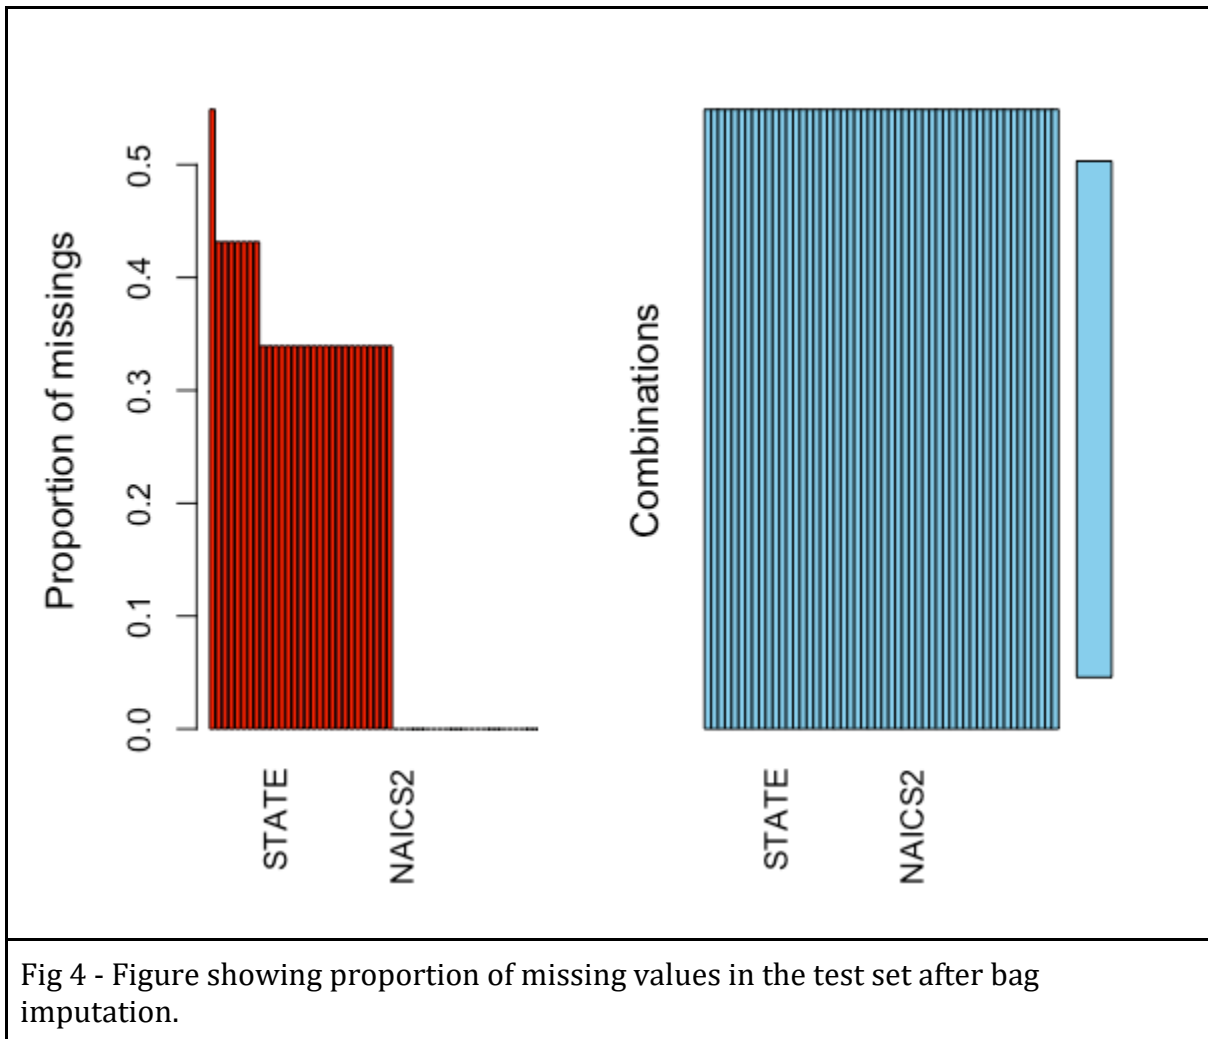 Proportion of missings
0.5
0.4
0.3
0.2
0.1
0.0
STATE
NAICS2
Combinations
STATE
NAICS2
Fig 4 - Figure showing proportion of missing values in the test set after bag
imputation.